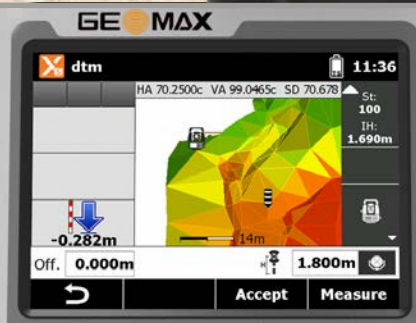 GEOMAX
dtm
11:36
HA 70.2500c VA 99.0465c SD 70.678
St:
100
IH:
1.690m
-0.282m
14m
Off. 0.000m
H
1.800m
Accept
Measure